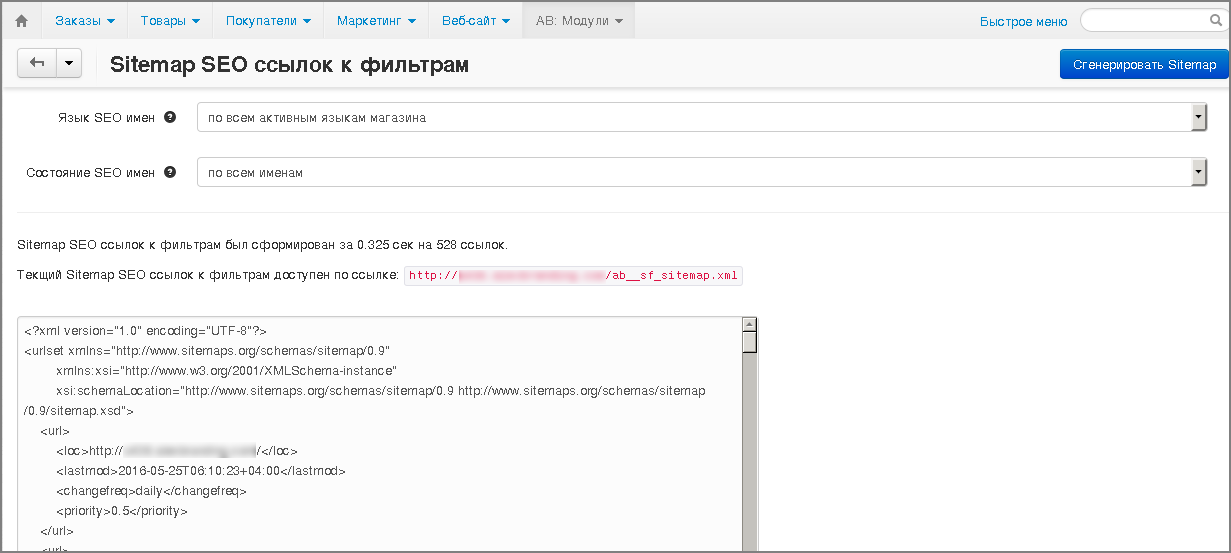 Заказы Товары Покупатели Маркетинг Веб-сайт АВ: Модули Быстрое меню
Sitemap SEO ссылок к фильтрам Сгенерировать Sitemap
Язык SEO имен по всем активным языкам магазина
Состояние SEO имен по всем именам
Sitemap SEO ссылок к фильтрам был сформирован за 0.325 сек на 528 ссылок.
Текщий Sitemap SEO ссылок к фильтрам доступен по ссылке: http:// /ab__sf_sitemap.xml
<?xml version="1.0" encoding="UTF-8"?>
<urlset xmlns="http://www.sitemaps.org/schemas/sitemap/0.9"
xmlns:xsi="http://www.w3.org/2001/XMLSchema-instance"
xsi:schemaLocation="http://www.sitemaps.org/schemas/sitemap/0.9 http://www.sitemaps.org/schemas/sitemap
/0.9/sitemap.xsd">
<url>
<loc>http:// /</loc>
<lastmod>2016-05-25T06:10:23+04:00</lastmod>
<changefreq>daily</changefreq>
<priority>0.5</priority>
</url>
<url>